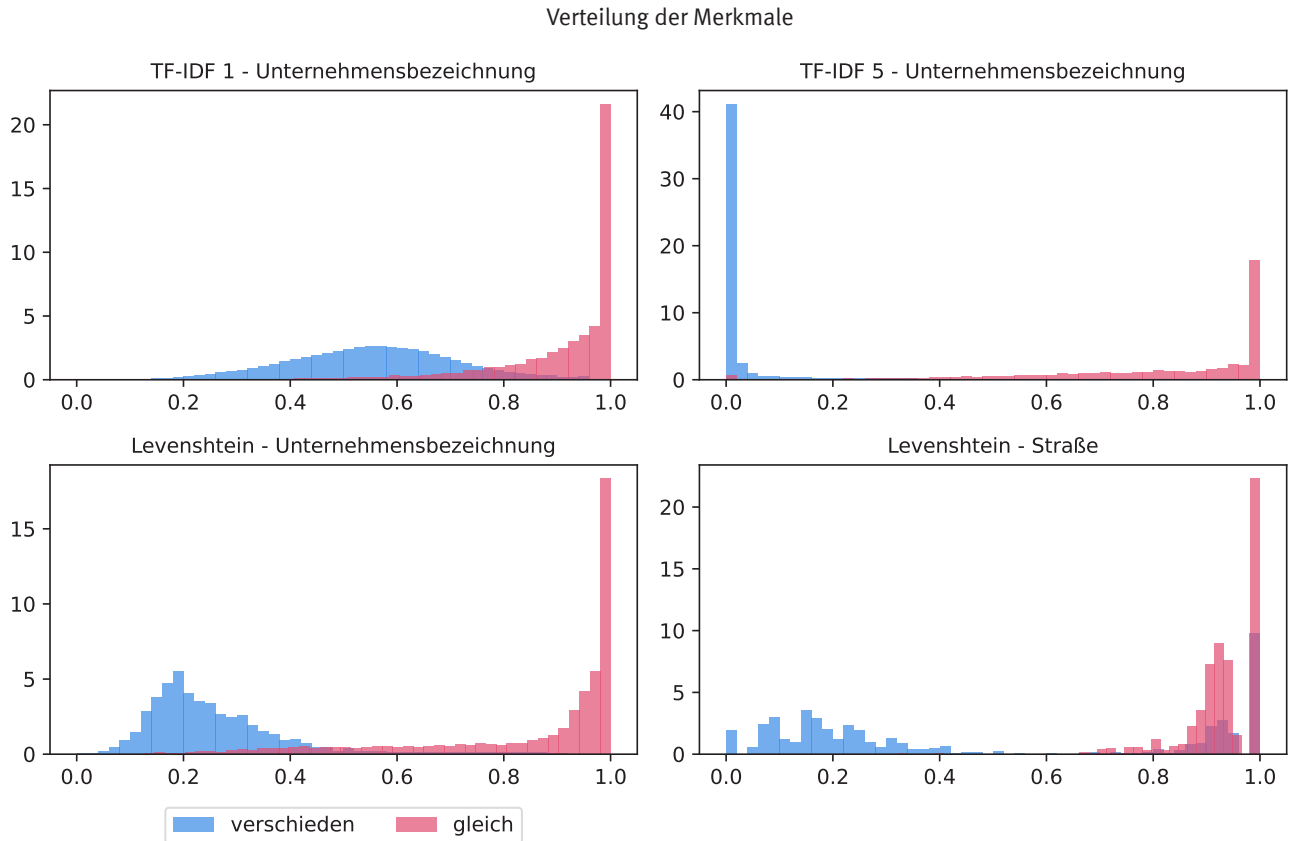 Verteilung der Merkmale
TF-IDF 1 - Unternehmensbezeichnung
20
15
10
5
0
0.0 0.2 0.4 0.6 0.8 1.0
TF-IDF 5 - Unternehmensbezeichnung
40
30
20
10
0
0.0 0.2 0.4 0.6 0.8 1.0
Levenshtein - Unternehmensbezeichnung
15
10
5
0
0.0 0.2 0.4 0.6 0.8 1.0
Levenshtein - Straße
20
15
10
5
0
0.0 0.2 0.4 0.6 0.8 1.0
verschieden gleich